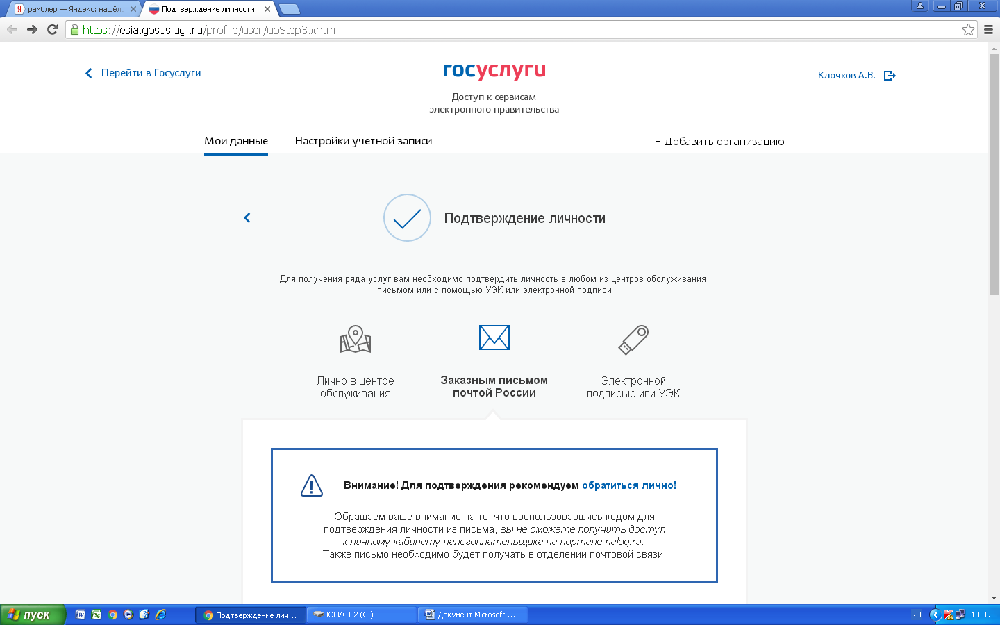 рамблер — Яндекс: нашёлс
Подтверждение личности
https://esia.gosuslugi.ru/profile/user/upStep3.xhtml
Перейти в Госуслуги
госуслуги
Клочков А.В.
Доступ к сервисам
электронного правительства
Мои данные
Настройки учетной записи
+ Добавить организацию
Подтверждение личности
Для получения ряда услуг вам необходимо подтвердить личность в любом из центров обслуживания,
письмом или с помощью УЭК или электронной подписи
Лично в центре
обслуживания
Заказным письмом
почтой России
Электронной
подписью или УЭК
Внимание! Для подтверждения рекомендуем обратиться лично!
Обращаем ваше внимание на то, что воспользовавшись кодом для
подтверждения личности из письма, вы не сможете получить доступ
к личному кабинету налогоплательщика на портале nalog.ru.
Также письмо необходимо будет получать в отделении почтовой связи.
пуск
Подтверждение лич...
ЮРИСТ 2 (G:)
Документ Microsoft ...
RU
10:09